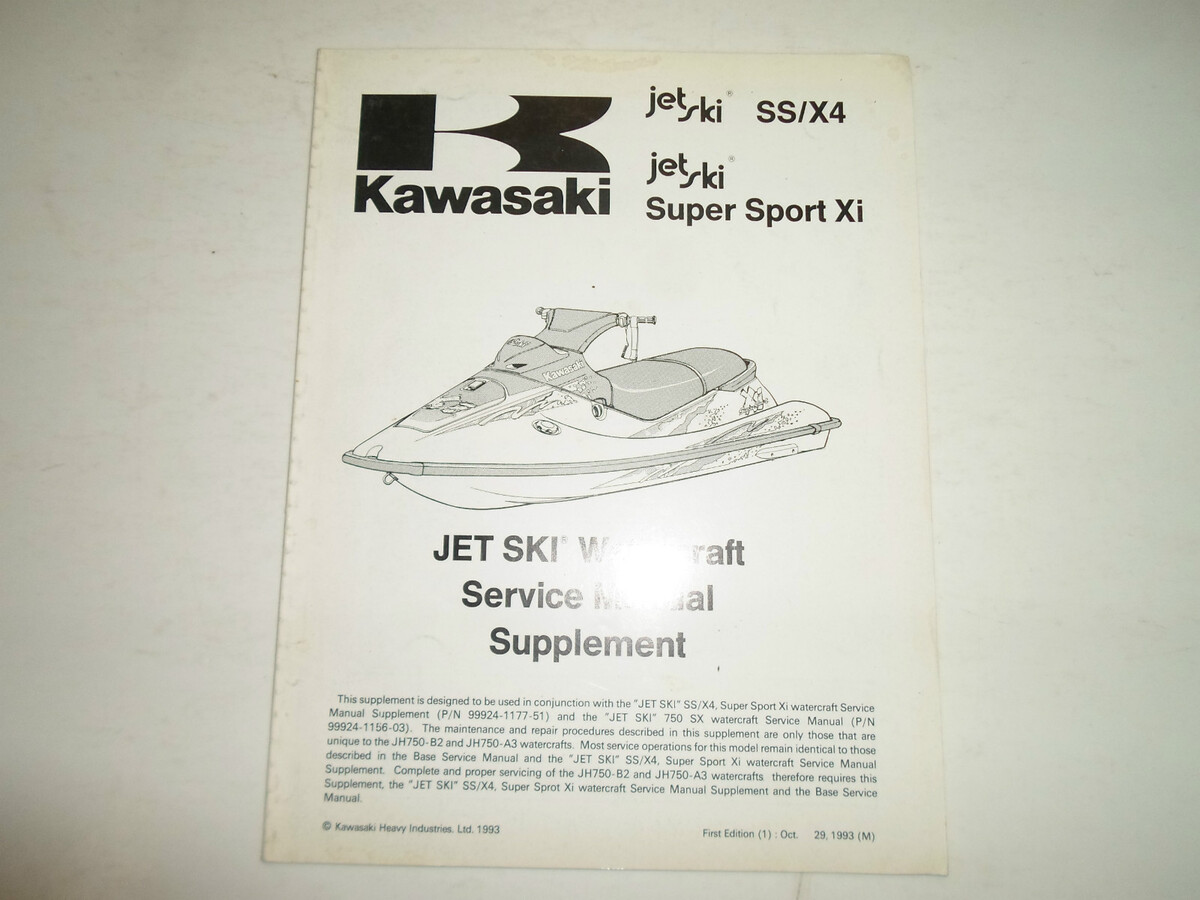 jet ski® SS/X4
jet ski®
Super Sport Xi
Kawasaki
Kawasaki
X4
JET SKI®
Service
Supplement
This supplement is designed to be used in conjunction with the "JET SKI" SS/X4, Super Sport Xi watercraft Service
Manual Supplement (P/N 99924-1177-51) and the "JET SKI" 750 SX watercraft Service Manual (P/N
99924-1156-03). The maintenance and repair procedures described in this supplement are only those that are
unique to the JH750-B2 and JH750-A3 watercrafts. Most service operations for this model remain identical to those
described in the Base Service Manual and the "JET SKI" SS/X4, Super Sport Xi watercraft Service Manual
Supplement. Complete and proper servicing of the JH750-B2 and JH750-A3 watercrafts therefore requires this
Supplement, the "JET SKI" SS/X4, Super Sprot Xi watercraft Service Manual Supplement and the Base Service
Manual.
© Kawasaki Heavy Industries. Ltd. 1993
First Edition (1) : Oct. 29, 1993 (M)